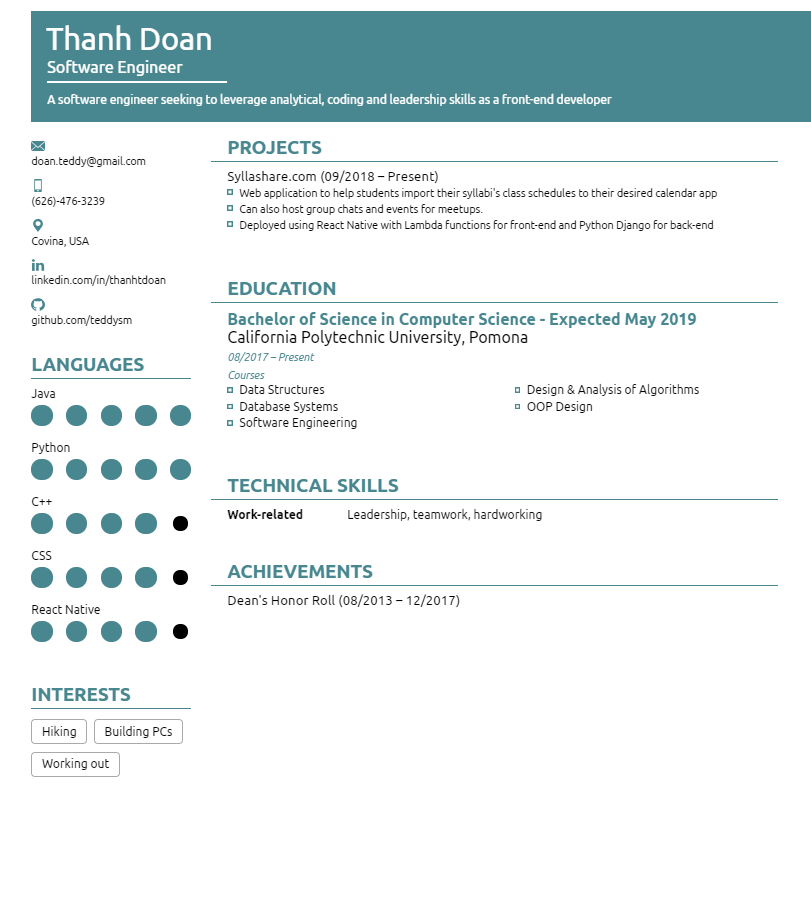 Thanh Doan
Software Engineer
A software engineer seeking to leverage analytical, coding and leadership skills as a front-end developer
doan.teddy@gmail.com
(626)-476-3239
Covina, USA
linkedin.com/in/thanhtdoan
github.com/teddysm
LANGUAGES
Java
Python
C++
CSS
React Native
INTERESTS
Hiking
Building PCs
Working out
PROJECTS
Syllashare.com (09/2018 – Present)
Web application to help students import their syllabi's class schedules to their desired calendar app
Can also host group chats and events for meetups.
Deployed using React Native with Lambda functions for front-end and Python Django for back-end
EDUCATION
Bachelor of Science in Computer Science - Expected May 2019
California Polytechnic University, Pomona
08/2017 – Present
Courses
Data Structures
Design & Analysis of Algorithms
Database Systems
OOP Design
Software Engineering
TECHNICAL SKILLS
Work-related Leadership, teamwork, hardworking
ACHIEVEMENTS
Dean's Honor Roll (08/2013 – 12/2017)